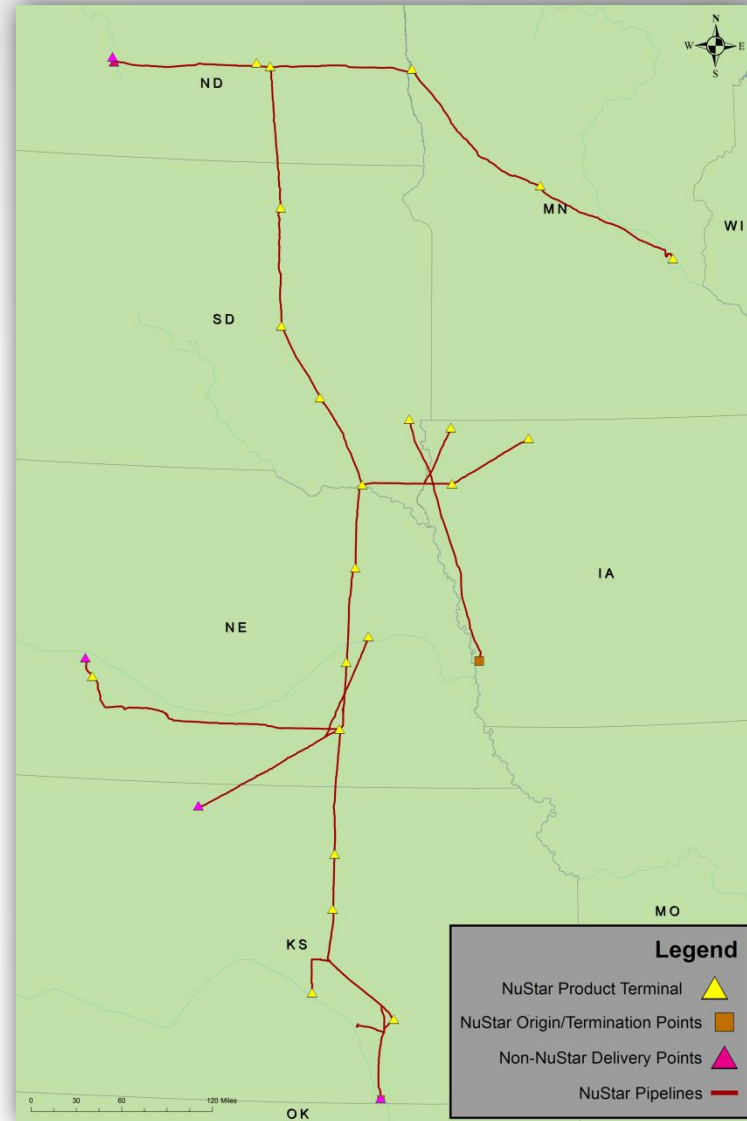 N
W E
S
ND
MN
WI
SD
IA
NE
MO
KS
Legend
NuStar Product Terminal
NuStar Origin/Termination Points
Non-NuStar Delivery Points
NuStar Pipelines
0 30 60 120 Miles
OK